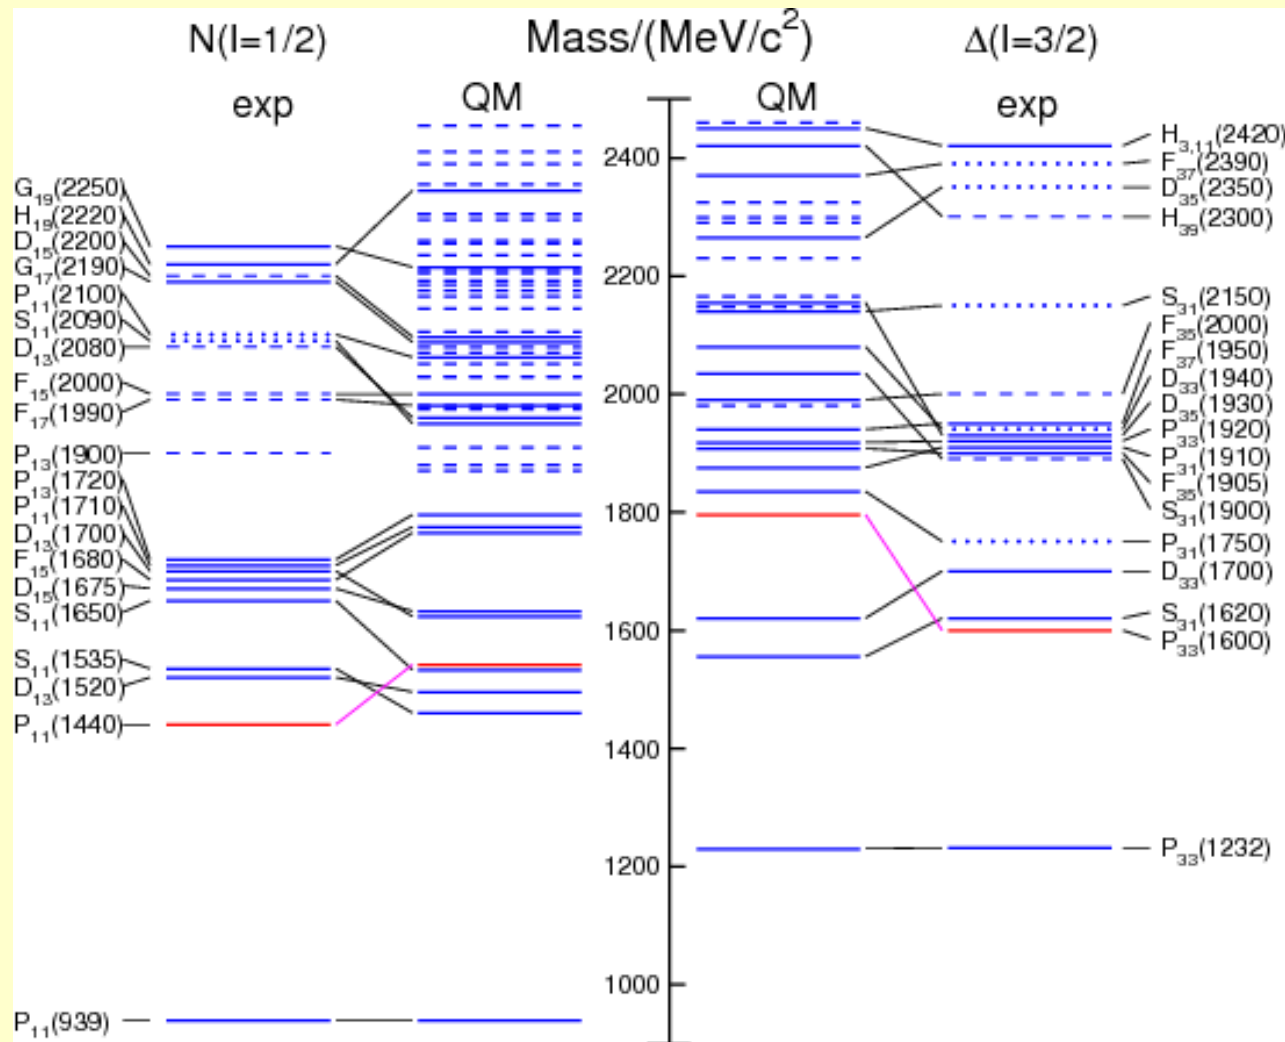 N(I=1/2) Mass/(MeV/c²) Δ(I=3/2)
exp QM QM exp
G₁₉(2250)
H₁₉(2220)
D₁₅(2200)
G₁₇(2190)
P₁₁(2100)
S₁₁(2090)
D₁₃(2080)
F₁₅(2000)
F₁₇(1990)
P₁₃(1900)
P₁₃(1720)
P₁₁(1710)
D₁₃(1700)
F₁₅(1680)
D₁₅(1675)
S₁₁(1650)
S₁₁(1535)
D₁₃(1520)
P₁₁(1440)
P₁₁(939)
2400
2200
2000
1800
1600
1400
1200
1000
H₃,₁₁(2420)
F₃₇(2390)
D₃₅(2350)
H₃₉(2300)
S₃₁(2150)
F₃₅(2000)
F₃₇(1950)
D₃₃(1940)
D₃₅(1930)
P₃₃(1920)
P₃₁(1910)
F₃₅(1905)
S₃₁(1900)
P₃₁(1750)
D₃₃(1700)
S₃₁(1620)
P₃₃(1600)
P₃₃(1232)